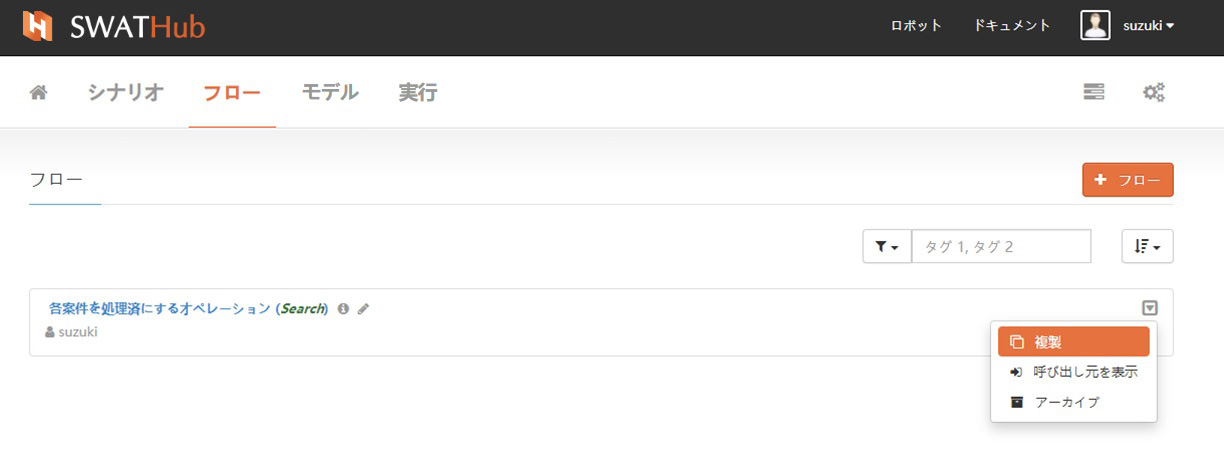 SWATHub
ロボット
ドキュメント
suzuki
シナリオ
フロー
モデル
実行
フロー
フロー
タグ 1, タグ 2
各案件を処理済にするオペレーション (Search)
suzuki
複製
呼び出し元を表示
アーカイブ